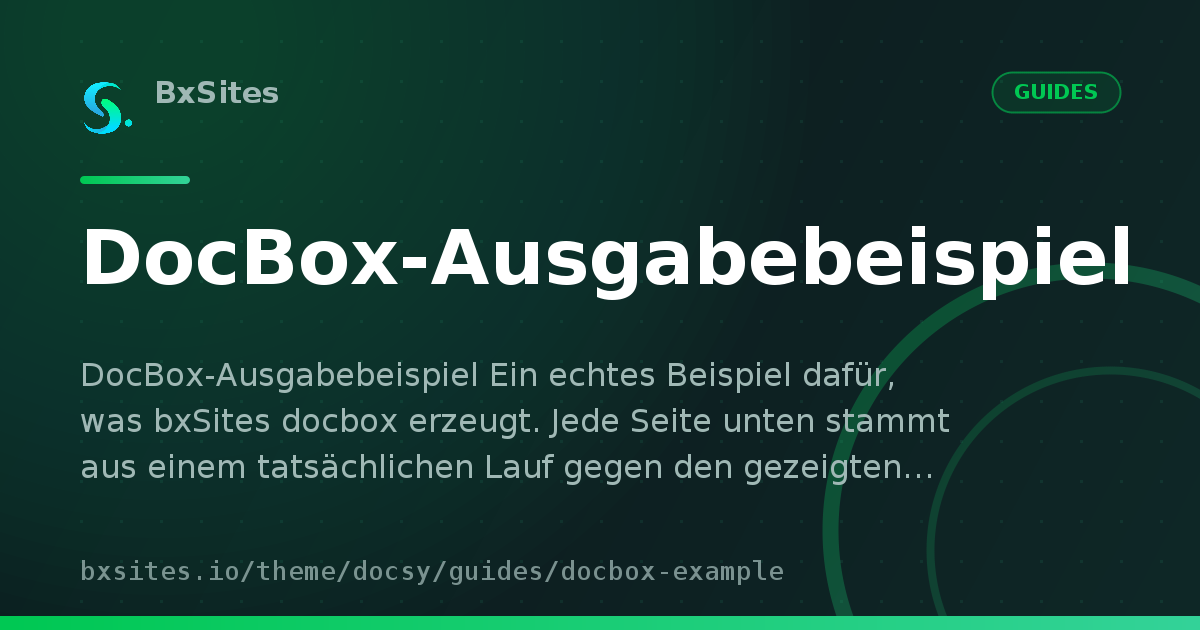 BxSites
GUIDES
DocBox-Ausgabebeispiel
DocBox-Ausgabebeispiel Ein echtes Beispiel dafür,
was bxSites docbox erzeugt. Jede Seite unten stammt
aus einem tatsächlichen Lauf gegen den gezeigten…
bxsites.io/theme/docsy/guides/docbox-example